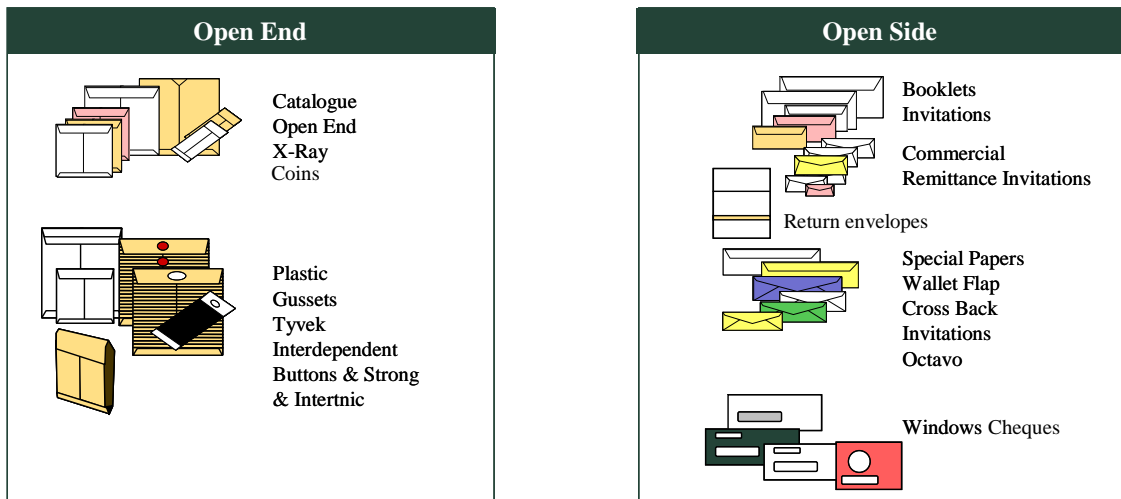 Open End
Catalogue
Open End
X-Ray
Coins
Plastic
Gussets
Tyvek
Interdependent
Buttons & Strong
& Intertnic
Open Side
Booklets
Invitations
Commercial
Remittance Invitations
Return envelopes
Special Papers
Wallet Flap
Cross Back
Invitations
Octavo
Windows Cheques